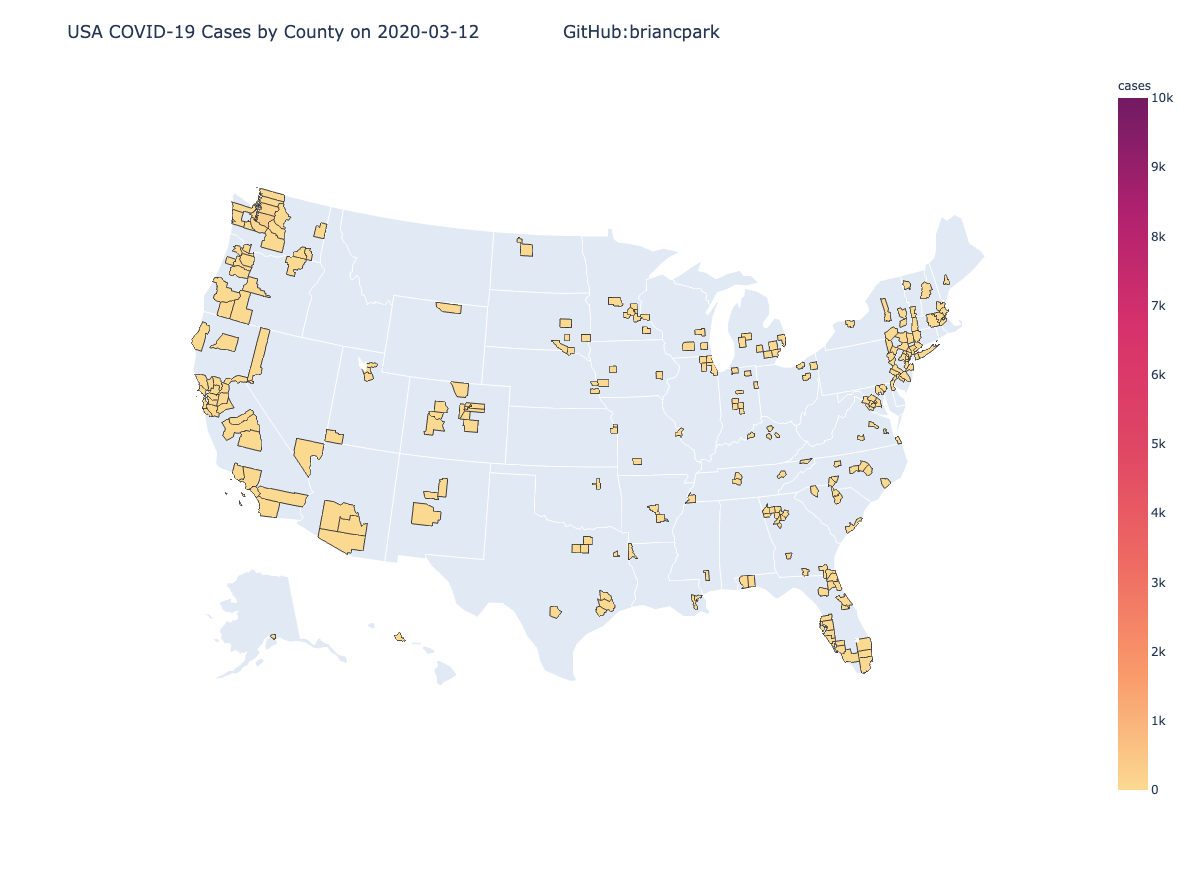 USA COVID-19 Cases by County on 2020-03-12 GitHub:briancpark
cases
10k
9k
8k
7k
6k
5k
4k
3k
2k
1k
0